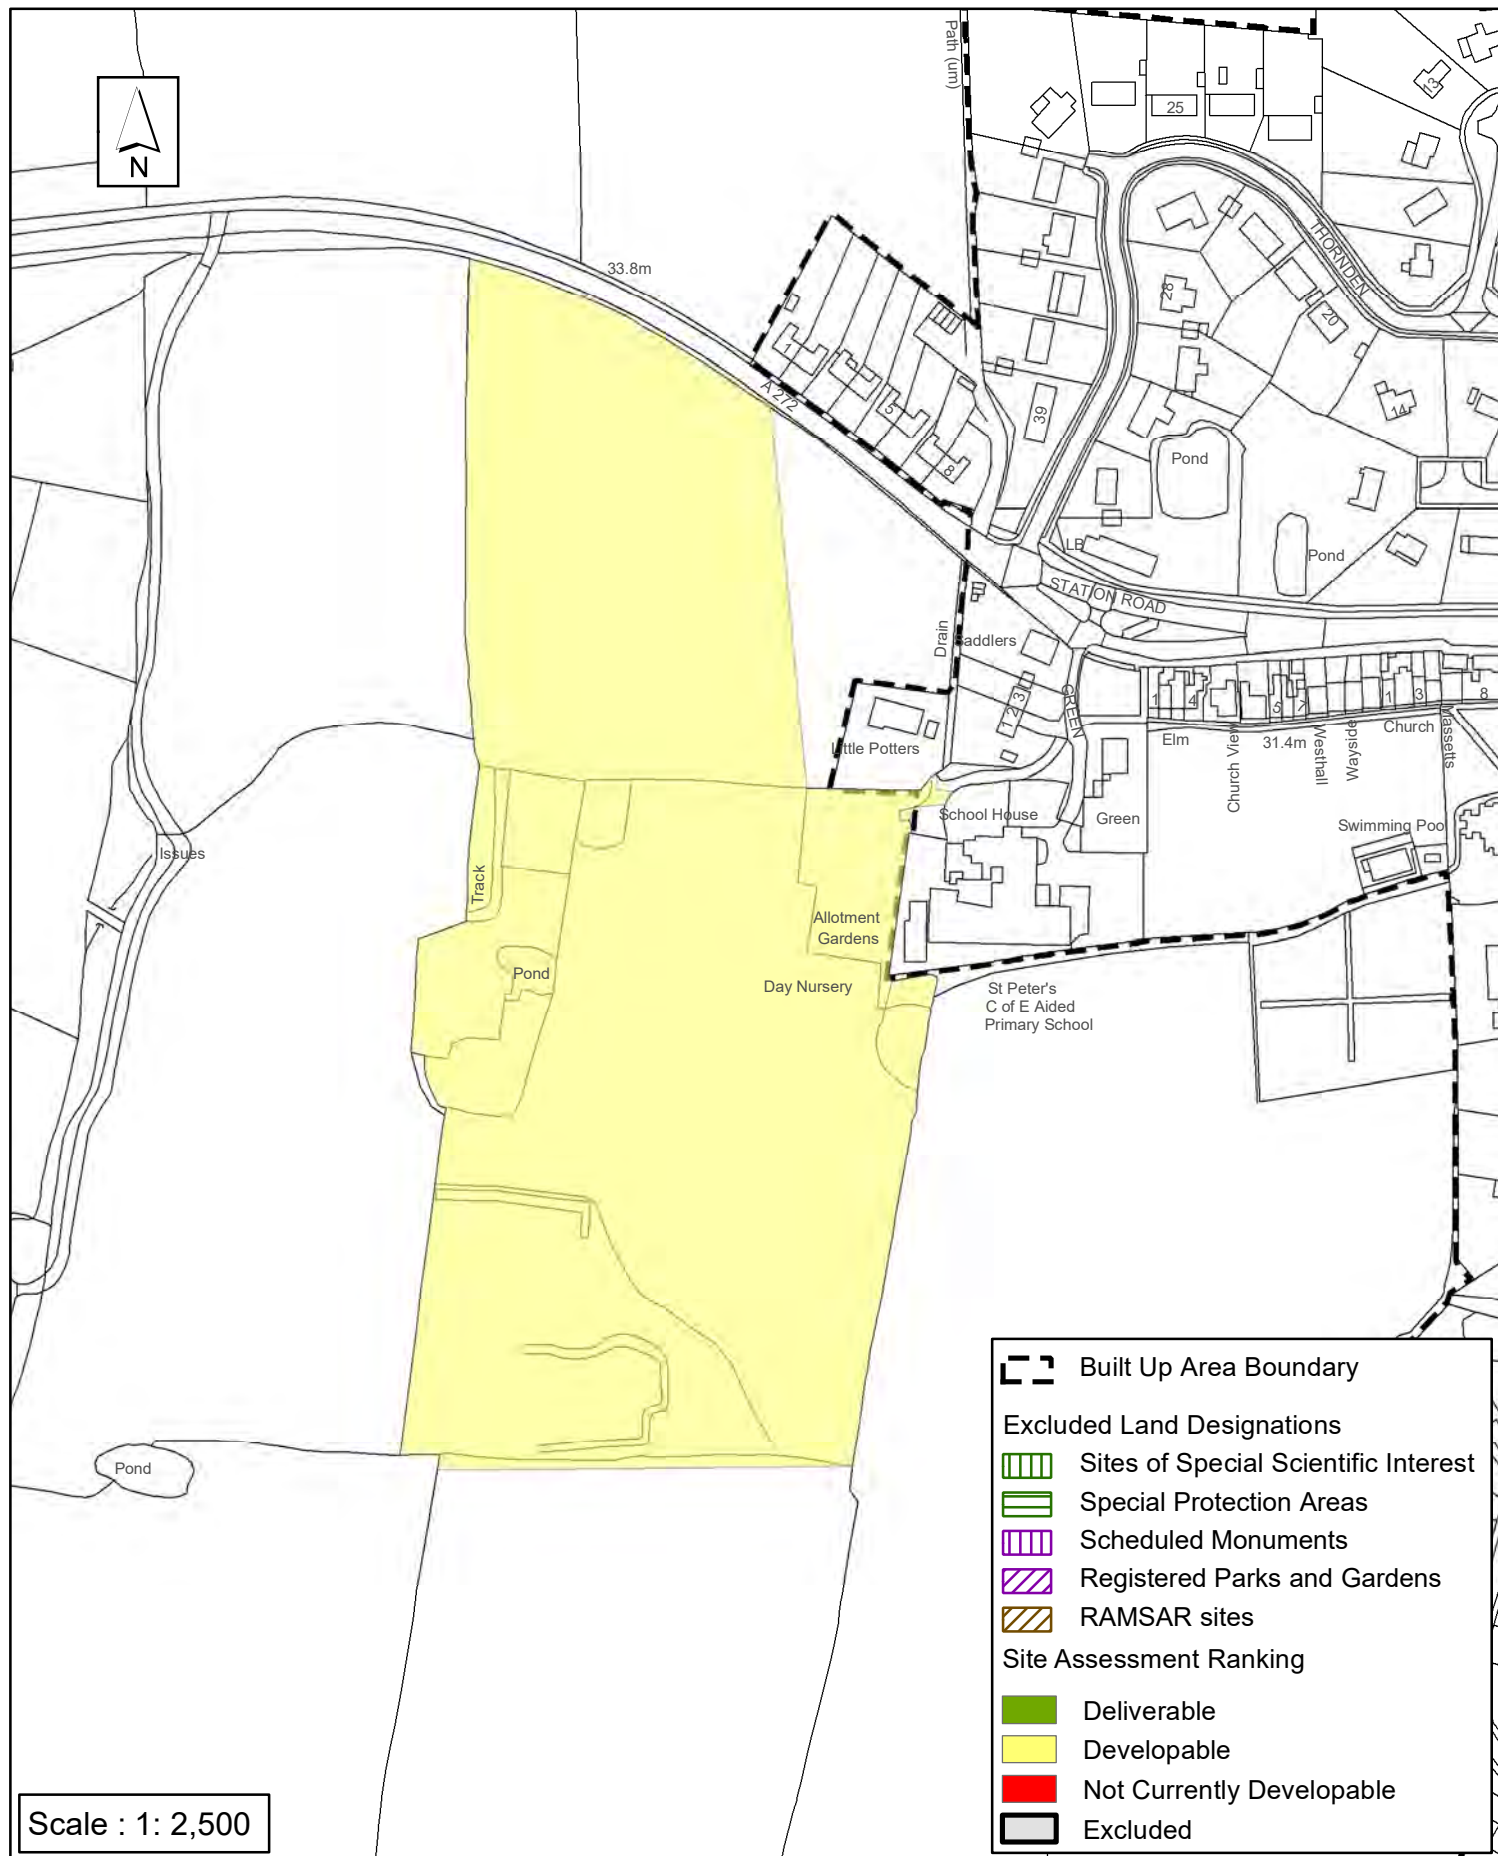 Path (um)
25
13
N
THORNDEN
33.8m
28
20
1
A 272
5
39
8
14
Pond
LB
Pond
STATION ROAD
Drain
Saddlers
1 2 3
GREEN
1
4
5
7
1
3
8
Little Potters
Elm
Church View
31.4m
Westhall
Wayside
Church
Massetts
School House
Green
Swimming Poo
Issues
Track
Allotment
Gardens
Pond
Day Nursery
St Peter's
C of E Aided
Primary School
Pond
Built Up Area Boundary
Excluded Land Designations
Sites of Special Scientific Interest
Special Protection Areas
Scheduled Monuments
Registered Parks and Gardens
RAMSAR sites
Site Assessment Ranking
Deliverable
Developable
Not Currently Developable
Excluded
Scale : 1: 2,500